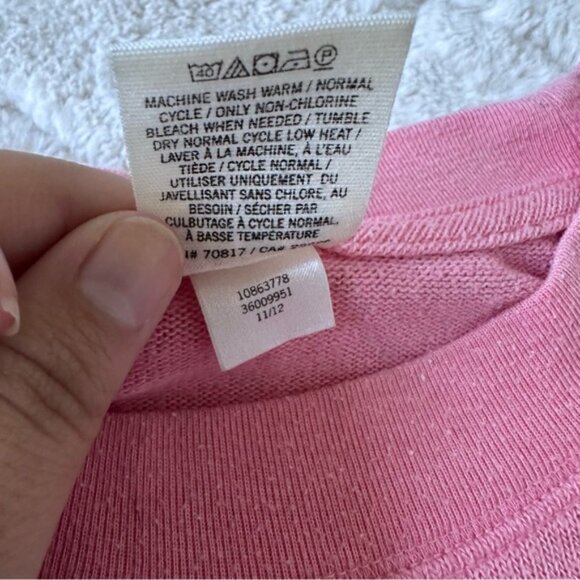 40 P
MACHINE WASH WARM / NORMAL
CYCLE / ONLY NON-CHLORINE
BLEACH WHEN NEEDED / TUMBLE
DRY NORMAL CYCLE LOW HEAT /
LAVER À LA MACHINE, À L'EAU
TIÈDE / CYCLE NORMAL /
UTILISER UNIQUEMENT DU
JAVELLISANT SANS CHLORE, AU
BESOIN / SÉCHER PAR
CULBUTAGE À CYCLE NORMAL,
À BASSE TEMPÉRATURE
# 70817 / CA#
10863778
36009951
11/12